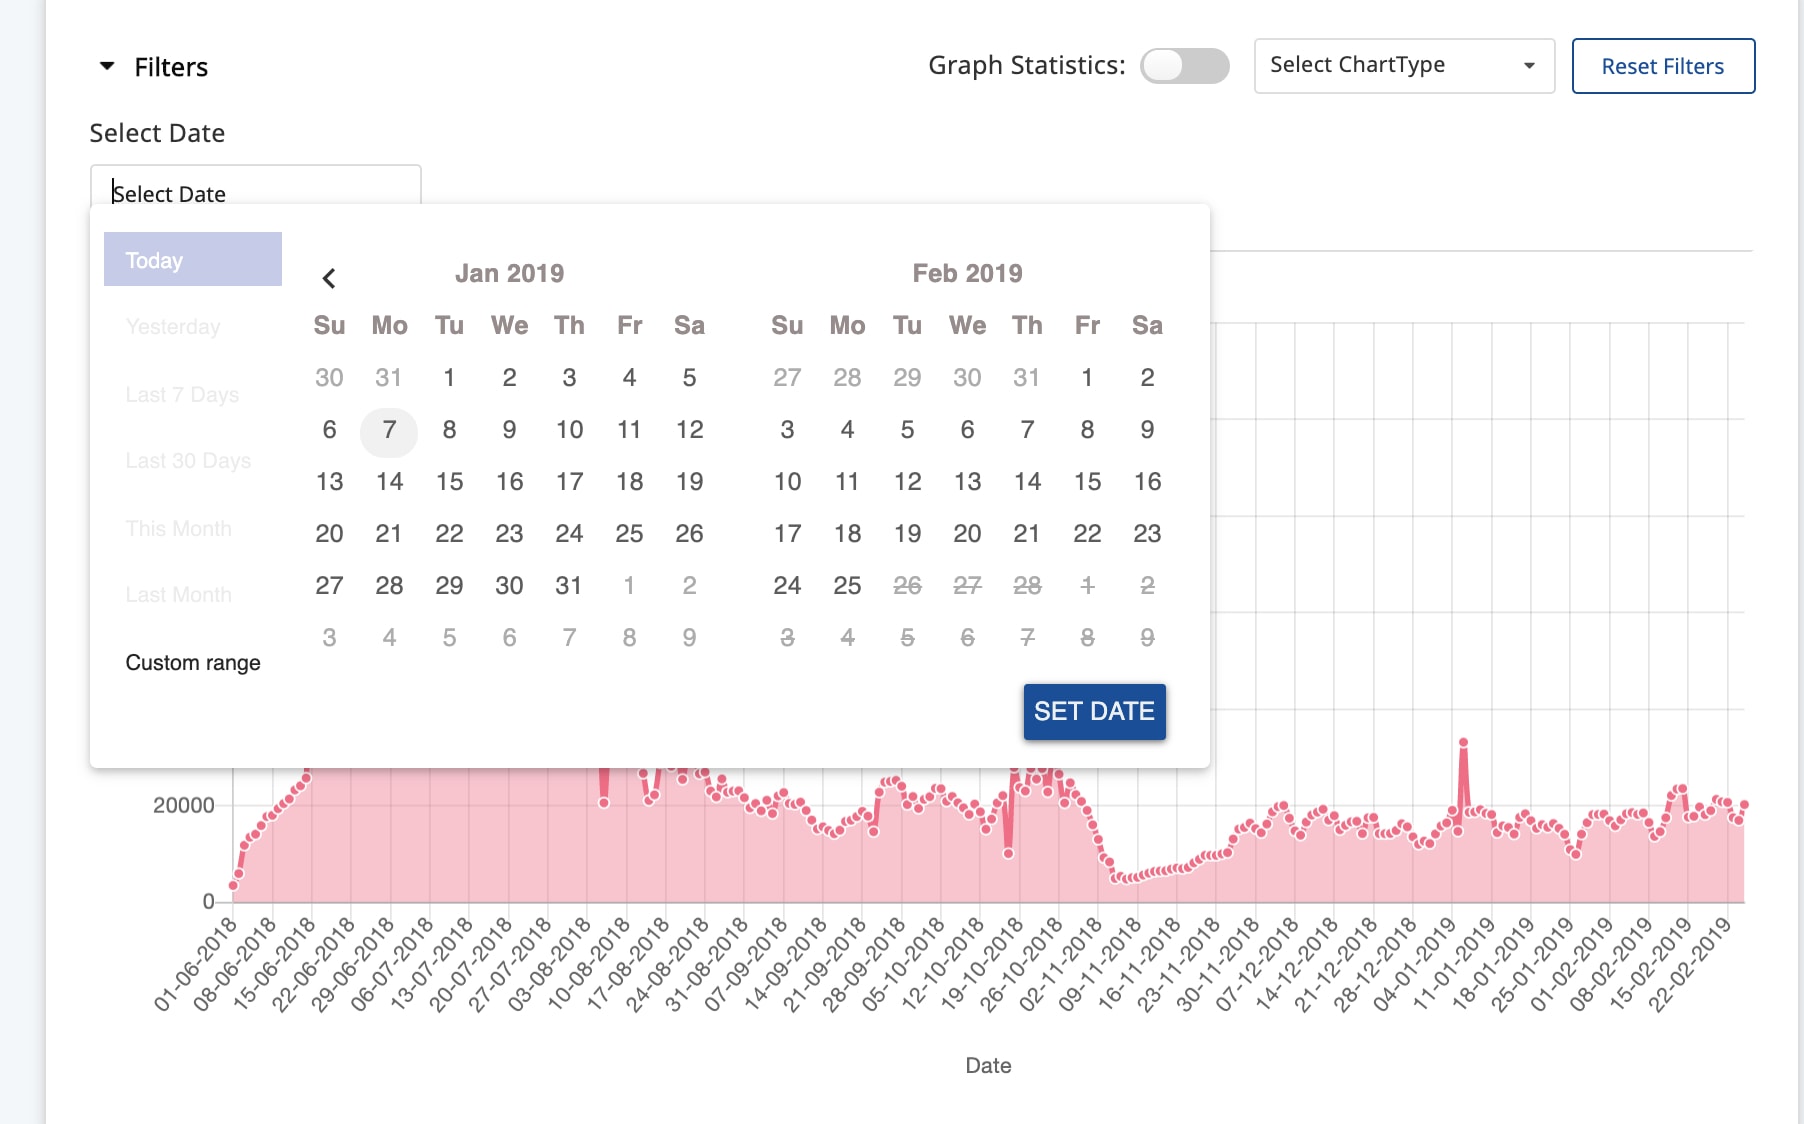 Filters
Graph Statistics:
Select ChartType
Reset Filters
Select Date
Select Date
Today
Yesterday
Last 7 Days
Last 30 Days
This Month
Last Month
Custom range
Jan 2019
Su Mo Tu We Th Fr Sa
30 31 1 2 3 4 5
6 7 8 9 10 11 12
13 14 15 16 17 18 19
20 21 22 23 24 25 26
27 28 29 30 31 1 2
3 4 5 6 7 8 9
Feb 2019
Su Mo Tu We Th Fr Sa
27 28 29 30 31 1 2
3 4 5 6 7 8 9
10 11 12 13 14 15 16
17 18 19 20 21 22 23
24 25 26 27 28 1 2
3 4 5 6 7 8 9
SET DATE
20000
0
01-06-2018
08-06-2018
15-06-2018
22-06-2018
29-06-2018
06-07-2018
13-07-2018
20-07-2018
27-07-2018
03-08-2018
10-08-2018
17-08-2018
24-08-2018
31-08-2018
07-09-2018
14-09-2018
21-09-2018
28-09-2018
05-10-2018
12-10-2018
19-10-2018
26-10-2018
02-11-2018
09-11-2018
16-11-2018
23-11-2018
30-11-2018
07-12-2018
14-12-2018
21-12-2018
28-12-2018
04-01-2019
11-01-2019
18-01-2019
25-01-2019
01-02-2019
08-02-2019
15-02-2019
22-02-2019
Date